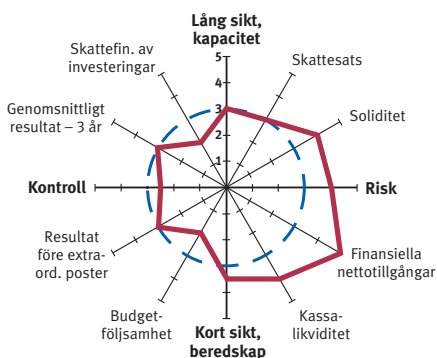 Lång sikt,
kapacitet
Skattefin. av
investeringar
Skattesats
Genomsnittligt
resultat – 3 år
Soliditet
5
4
3
2
1
Kontroll
Risk
Resultat
före extra-
ord. poster
Finansiella
nettotillgångar
Budget-
följsamhet
Kassa-
likviditet
Kort sikt,
beredskap